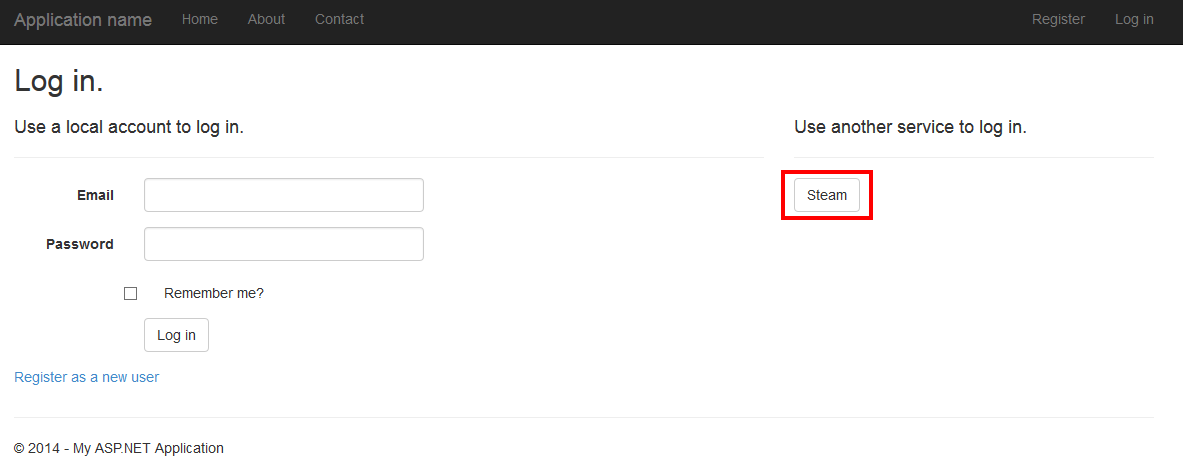 Application name Home About Contact Register Log in
Log in.
Use a local account to log in.
Use another service to log in.
Email
Password
Remember me?
Log in
Register as a new user
Steam
© 2014 - My ASP.NET Application